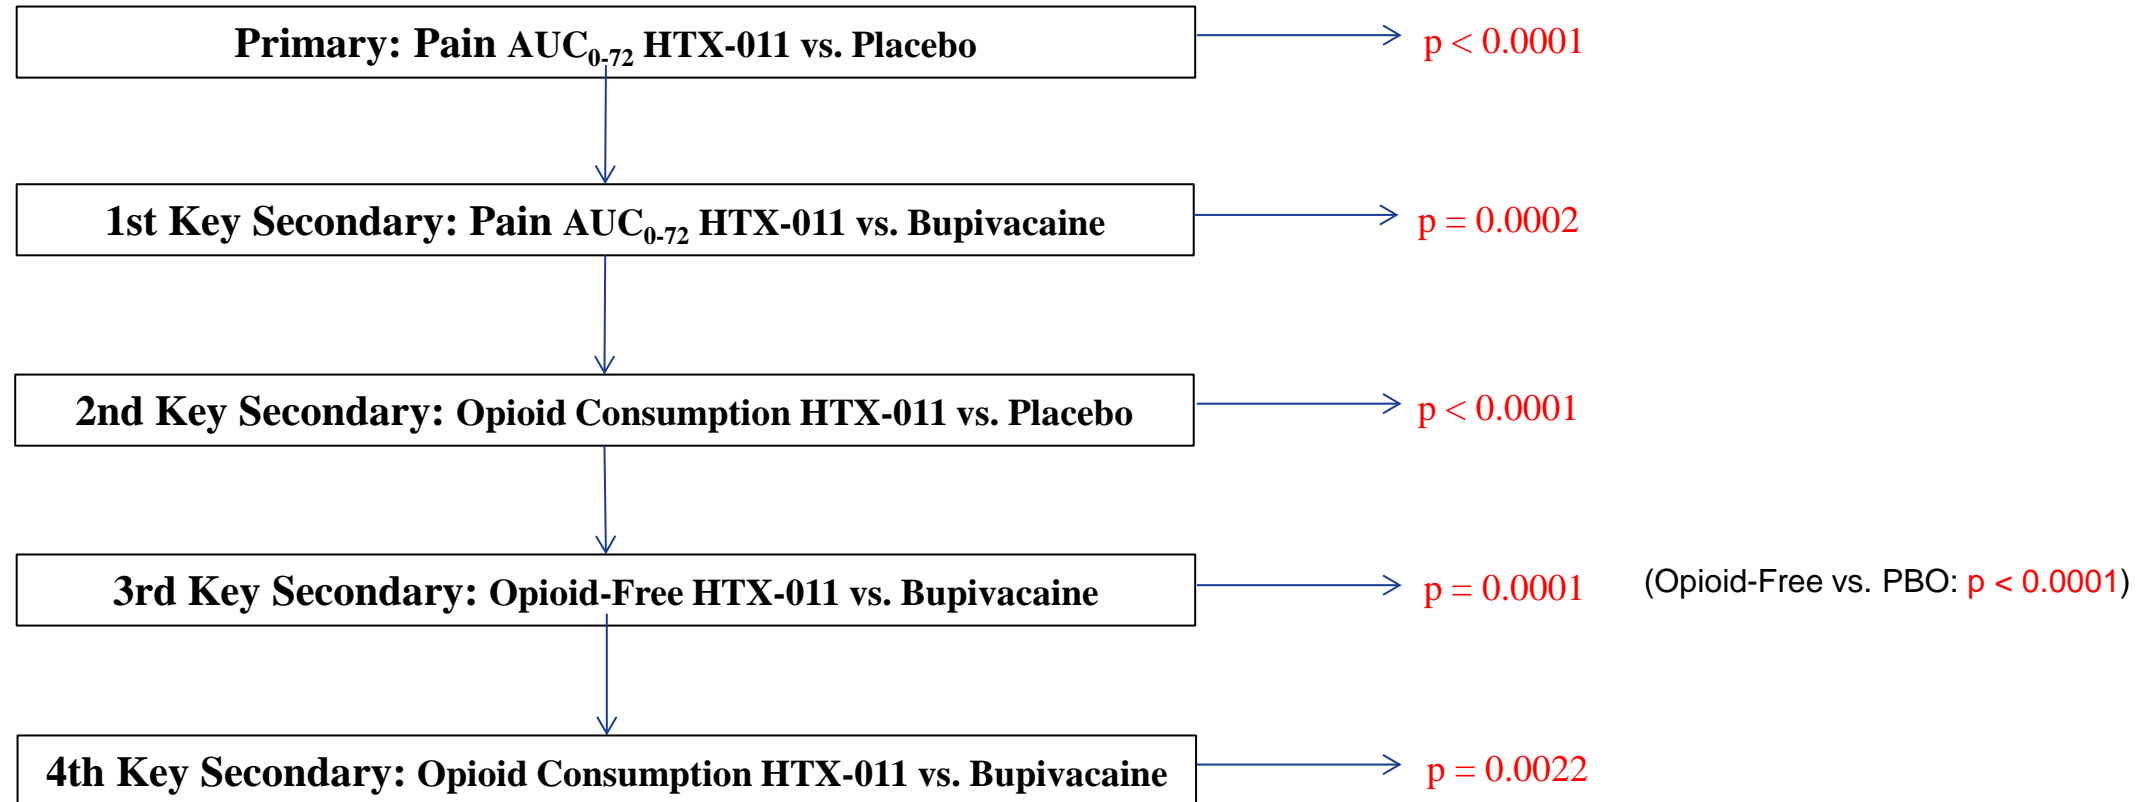 Primary: Pain AUC0-72 HTX-011 vs. Placebo
p < 0.0001
1st Key Secondary: Pain AUC0-72 HTX-011 vs. Bupivacaine
p = 0.0002
2nd Key Secondary: Opioid Consumption HTX-011 vs. Placebo
p < 0.0001
3rd Key Secondary: Opioid-Free HTX-011 vs. Bupivacaine
p = 0.0001
(Opioid-Free vs. PBO: p < 0.0001)
4th Key Secondary: Opioid Consumption HTX-011 vs. Bupivacaine
p = 0.0022